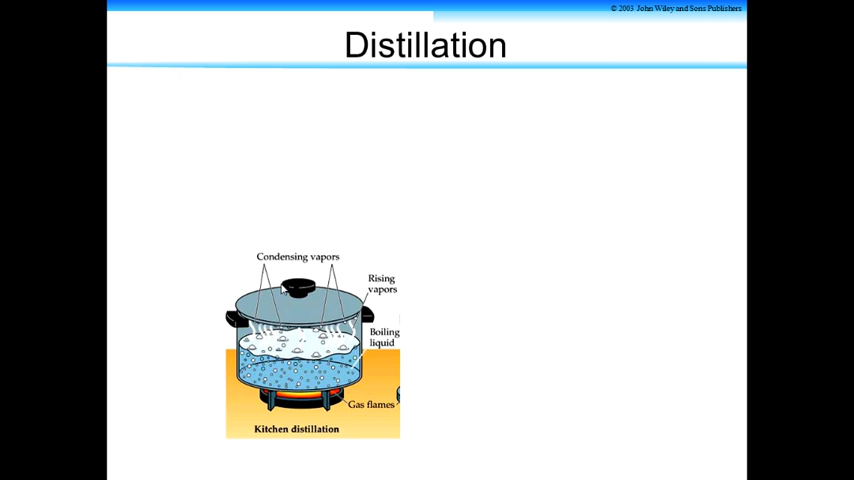 © 2003 John Wiley and Sons Publishers
Distillation
Condensing vapors
Rising
vapors
Boiling
liquid
Gas flames
Kitchen distillation